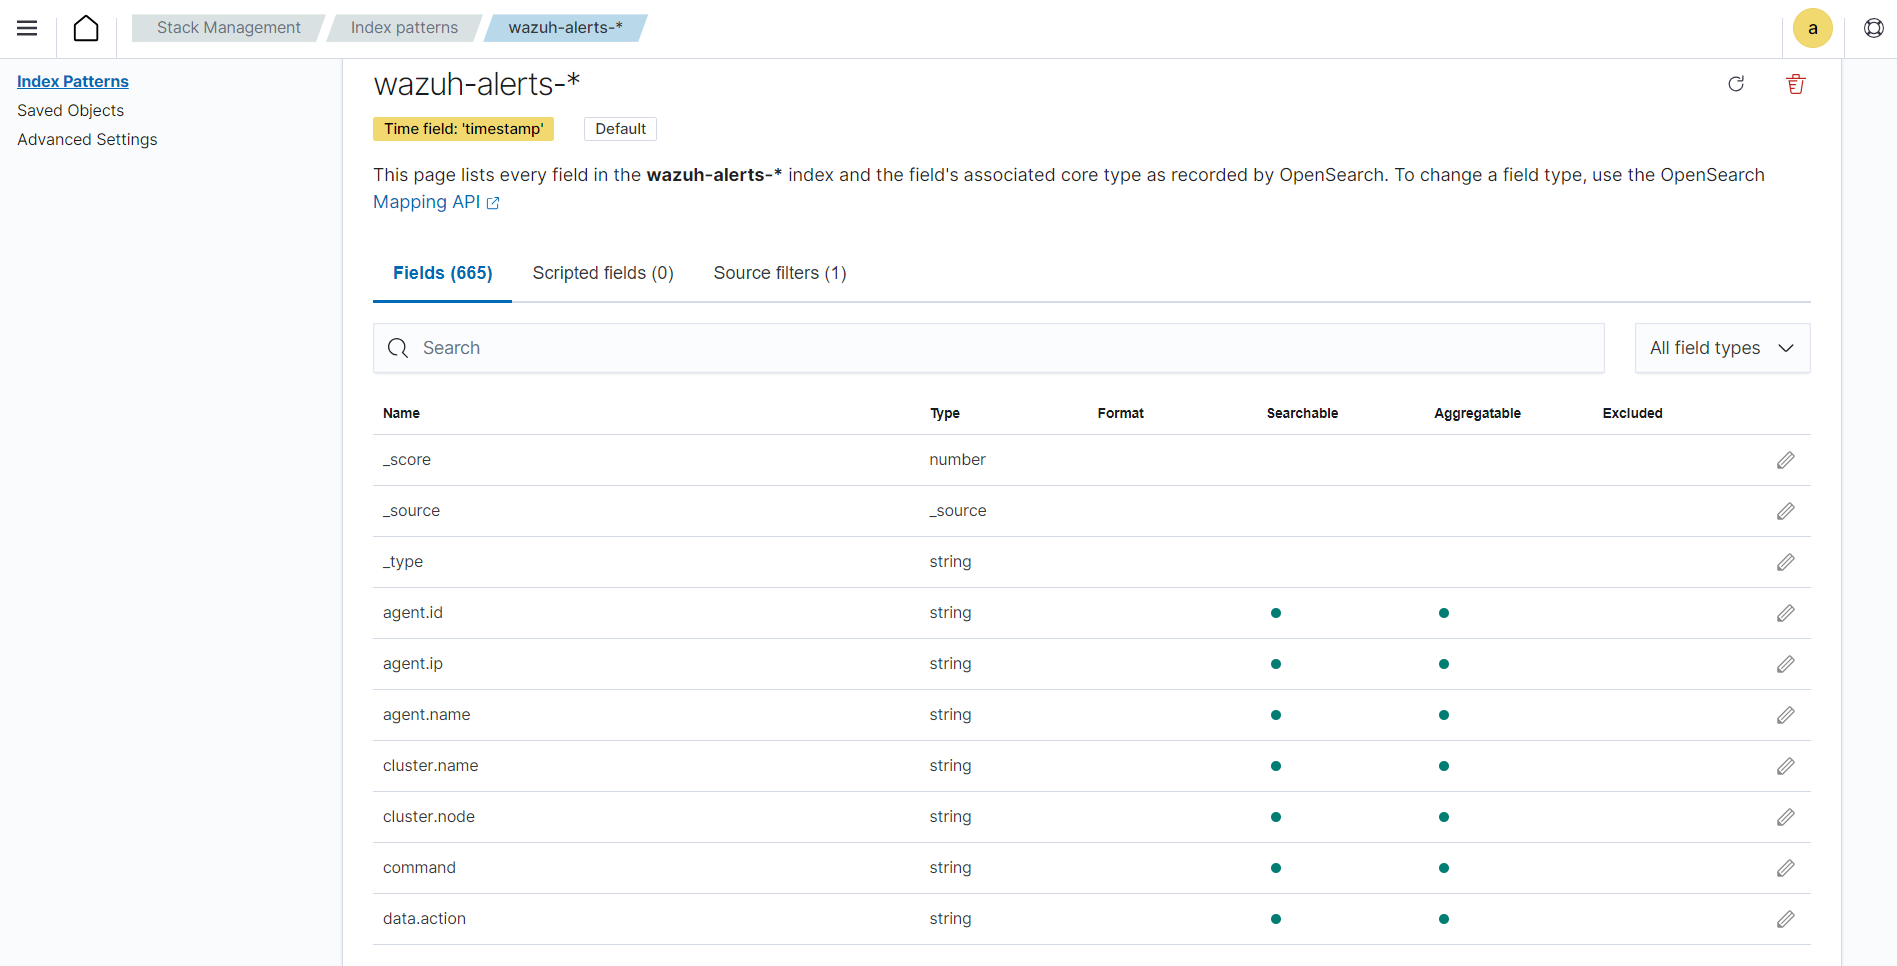 Stack Management
Index patterns
wazuh-alerts-*
a
Index Patterns
Saved Objects
Advanced Settings
wazuh-alerts-*
Time field: 'timestamp'
Default
This page lists every field in the wazuh-alerts-* index and the field's associated core type as recorded by OpenSearch. To change a field type, use the OpenSearch
Mapping API
Fields (665)
Scripted fields (0)
Source filters (1)
Search
All field types
Name Type Format Searchable Aggregatable Excluded
_score number
_source _source
_type string
agent.id string
agent.ip string
agent.name string
cluster.name string
cluster.node string
command string
data.action string